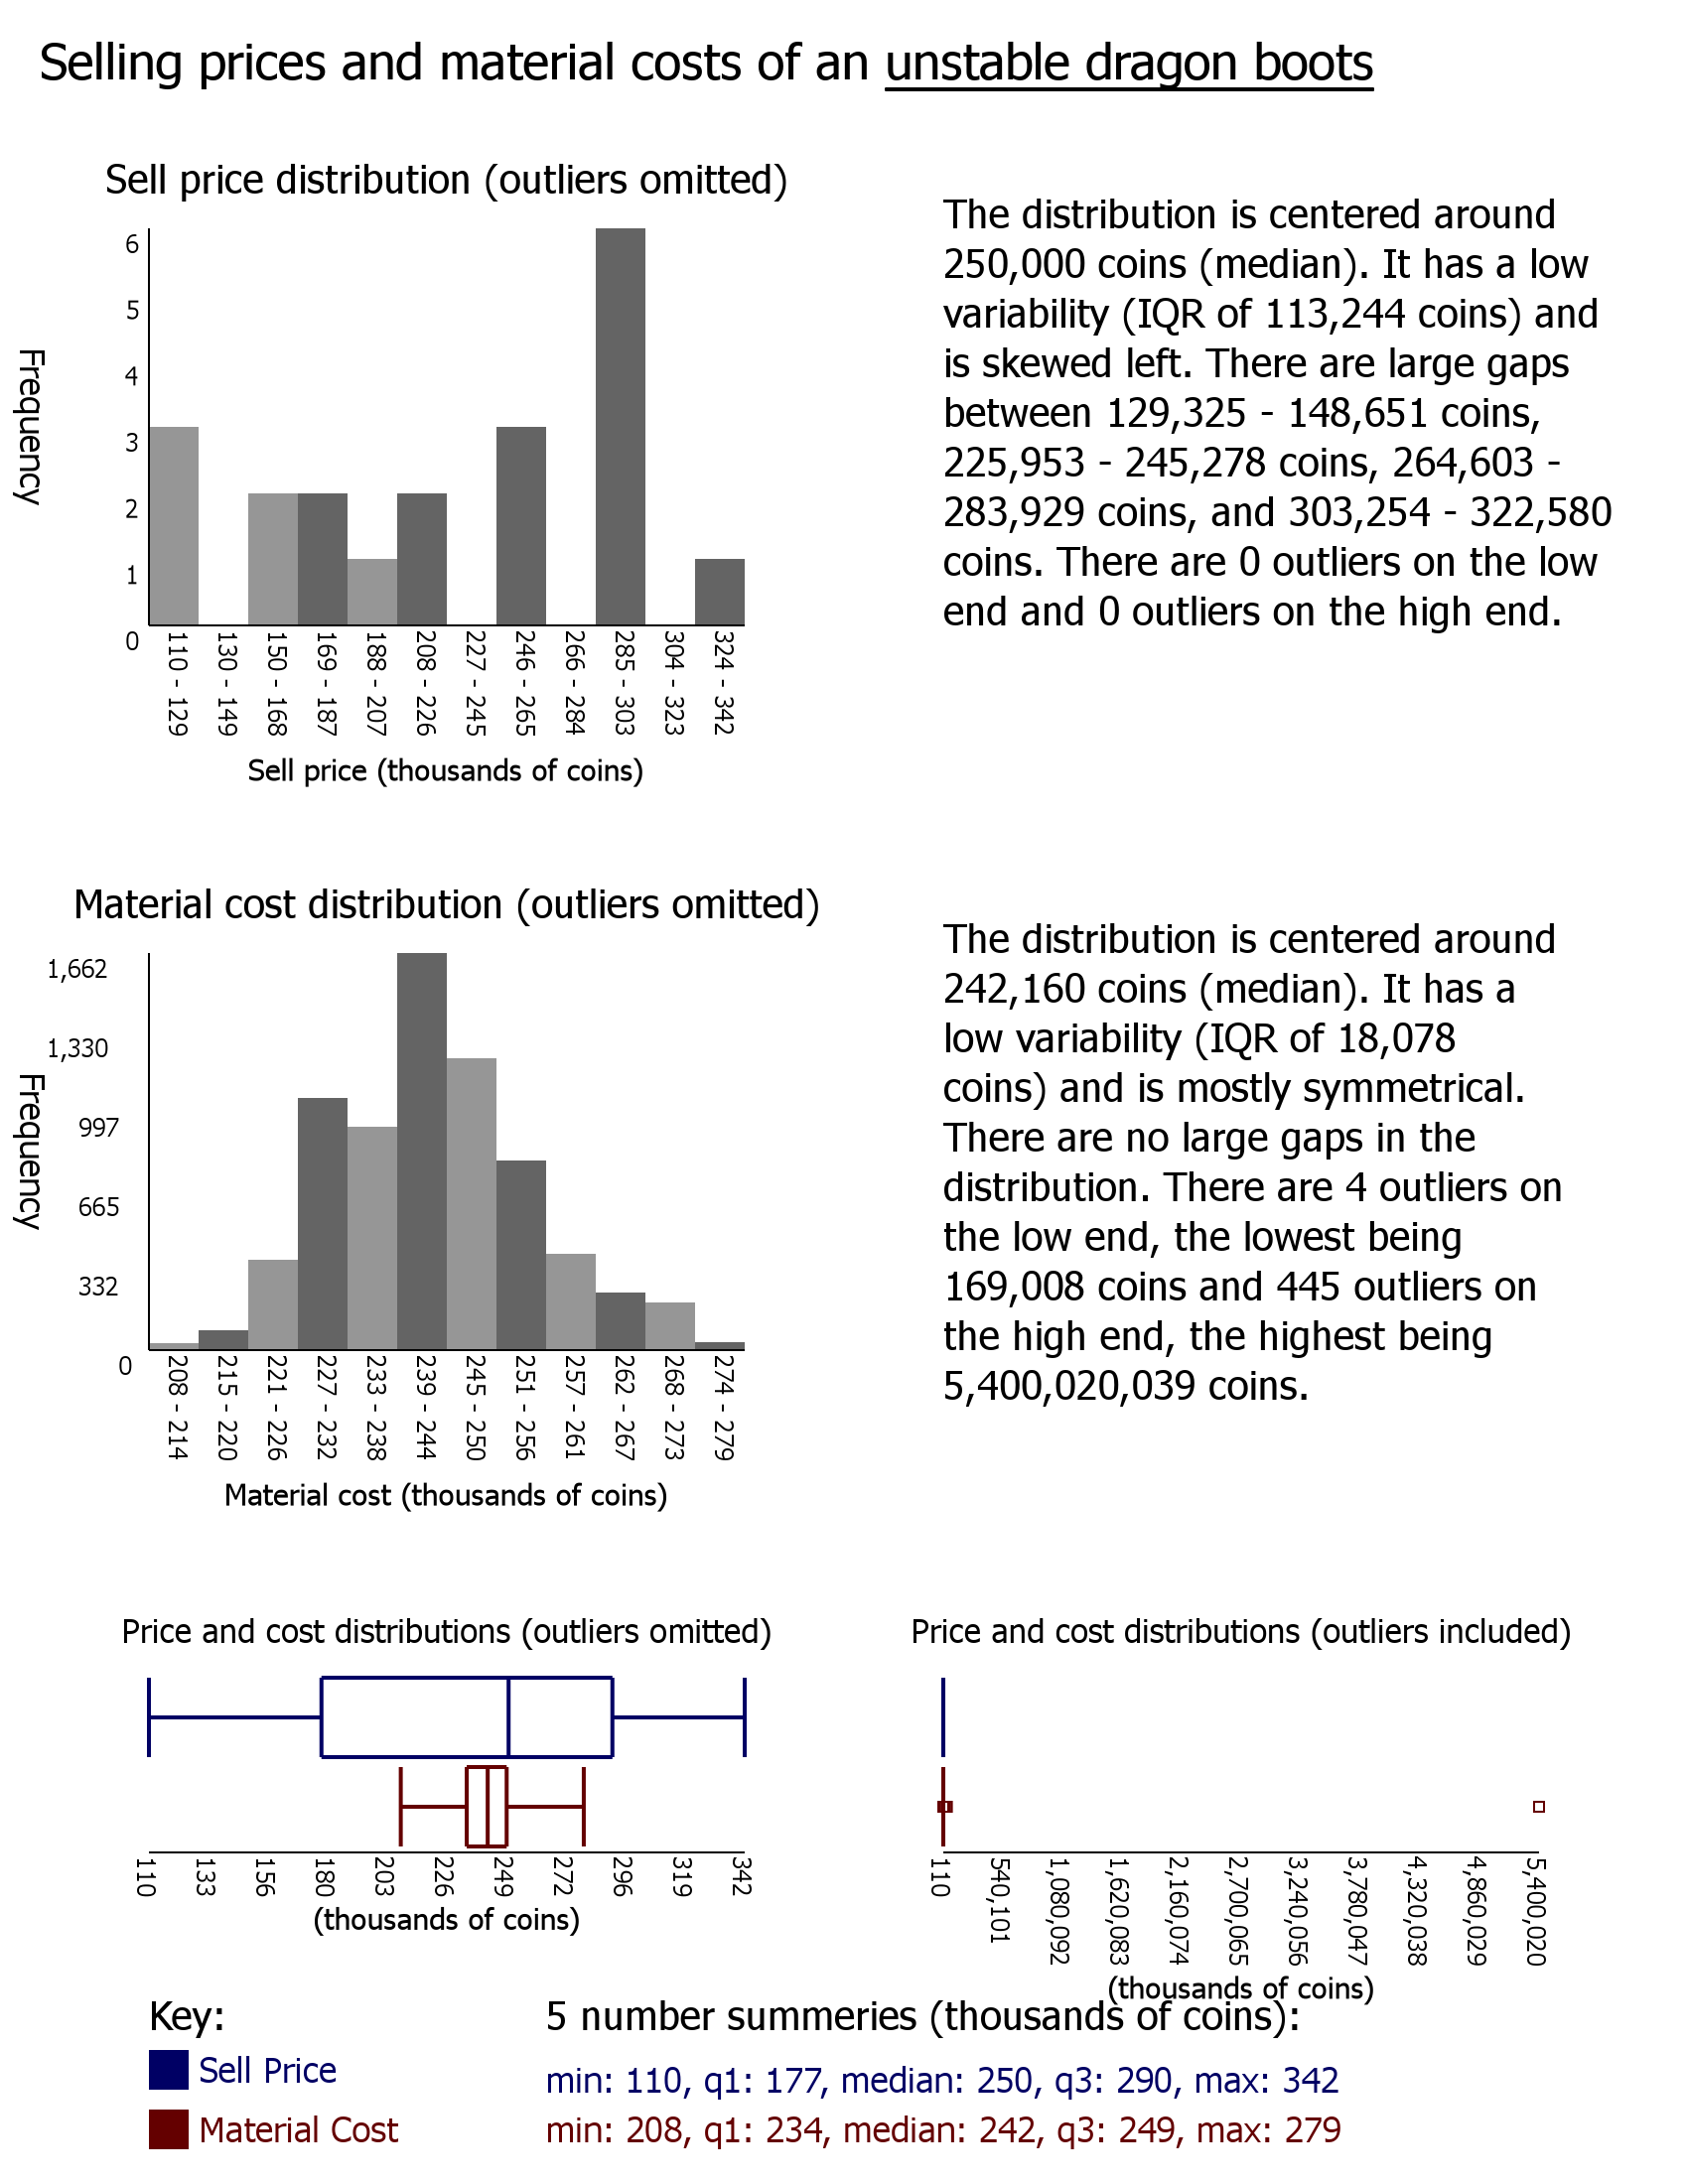 Selling prices and material costs of an unstable dragon boots
Sell price distribution (outliers omitted)
6
5
4
3
2
1
0
Frequency
110 - 129
130 - 149
150 - 168
169 - 187
188 - 207
208 - 226
227 - 245
246 - 265
266 - 284
285 - 303
304 - 323
324 - 342
Sell price (thousands of coins)
The distribution is centered around
250,000 coins (median). It has a low
variability (IQR of 113,244 coins) and
is skewed left. There are large gaps
between 129,325 - 148,651 coins,
225,953 - 245,278 coins, 264,603 -
283,929 coins, and 303,254 - 322,580
coins. There are 0 outliers on the low
end and 0 outliers on the high end.
Material cost distribution (outliers omitted)
1,662
1,330
997
665
332
0
Frequency
208 - 214
215 - 220
221 - 226
227 - 232
233 - 238
239 - 244
245 - 250
251 - 256
257 - 261
262 - 267
268 - 273
274 - 279
Material cost (thousands of coins)
The distribution is centered around
242,160 coins (median). It has a
low variability (IQR of 18,078
coins) and is mostly symmetrical.
There are no large gaps in the
distribution. There are 4 outliers on
the low end, the lowest being
169,008 coins and 445 outliers on
the high end, the highest being
5,400,020,039 coins.
Price and cost distributions (outliers omitted)
110
133
156
180
203
226
249
272
296
319
342
(thousands of coins)
Price and cost distributions (outliers included)
110
540,101
1,080,092
1,620,083
2,160,074
2,700,065
3,240,056
3,780,047
4,320,038
4,860,029
5,400,020
(thousands of coins)
Key:
Sell Price
Material Cost
5 number summeries (thousands of coins):
min: 110, q1: 177, median: 250, q3: 290, max: 342
min: 208, q1: 234, median: 242, q3: 249, max: 279